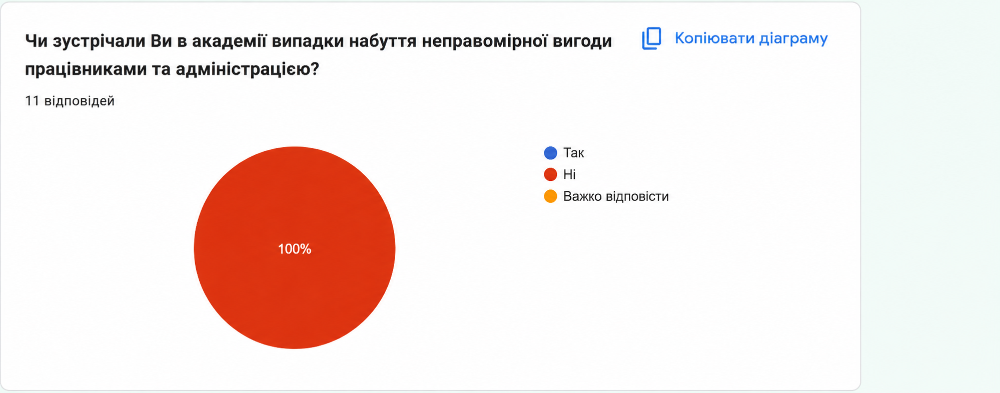 Чи зустрічали Ви в академії випадки набуття неправомірної вигоди
працівниками та адміністрацією?
Копіювати діаграму
11 відповідей
100%
Так
Ні
Важко відповісти